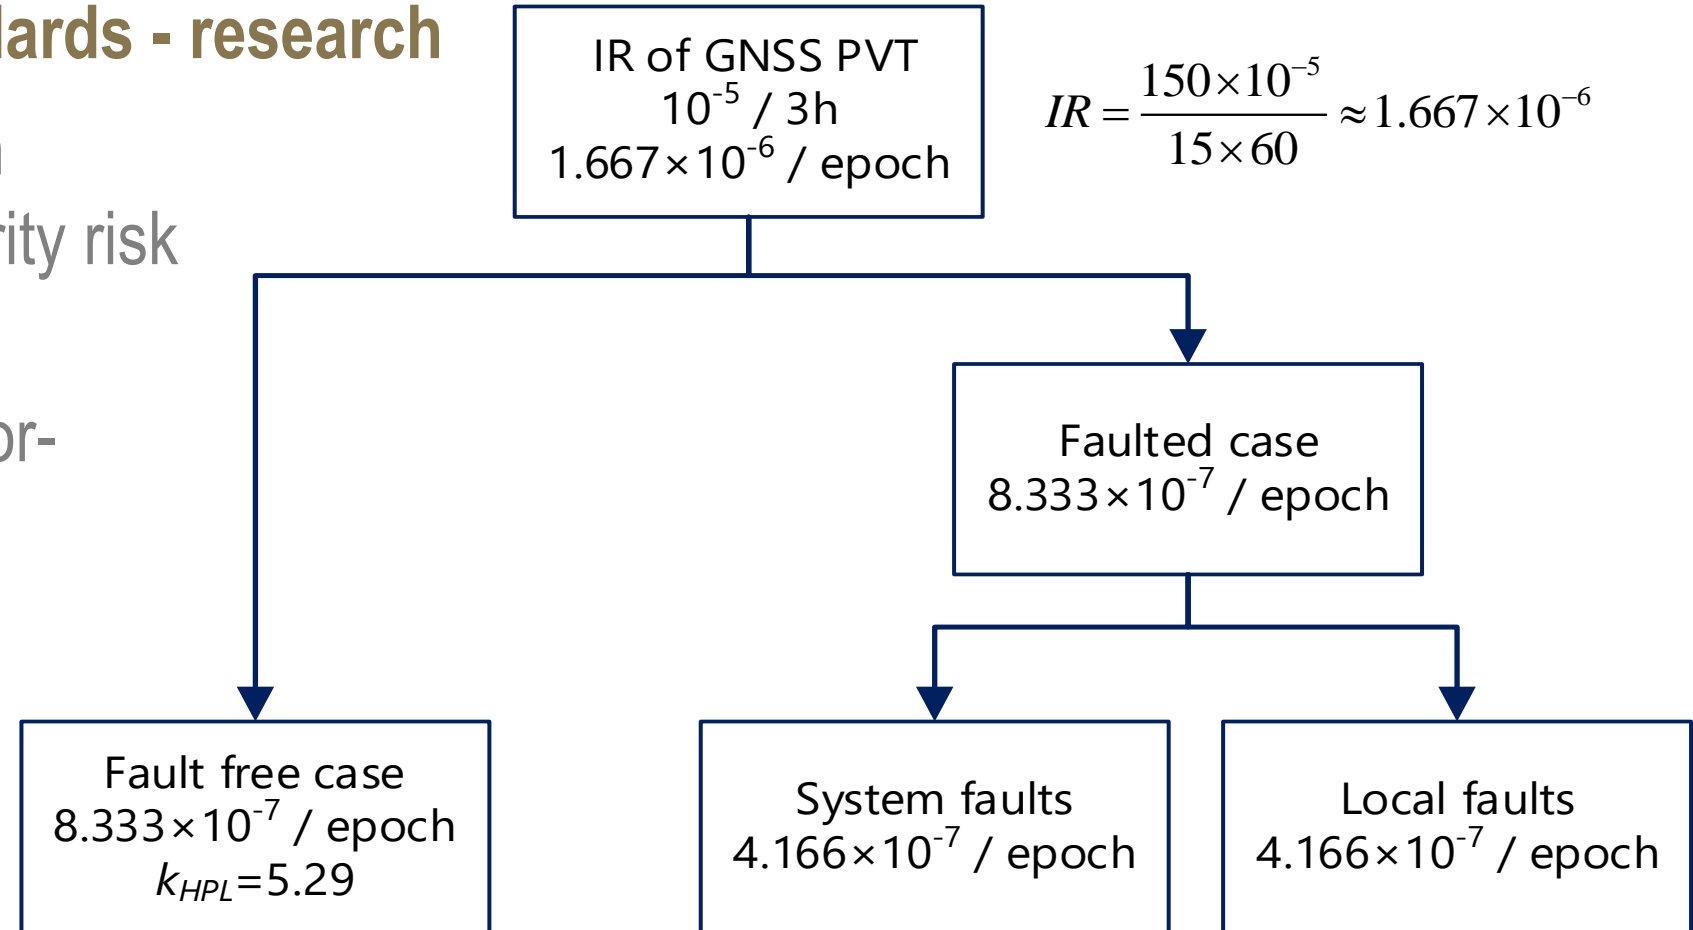 lards - research
IR of GNSS PVT
10⁻⁵ / 3h
1.667×10⁻⁶ / epoch
IR = 150×10⁻⁵ / 15×60 ≈ 1.667×10⁻⁶
rity risk
or-
Faulted case
8.333×10⁻⁷ / epoch
Fault free case
8.333×10⁻⁷ / epoch
k_HPL=5.29
System faults
4.166×10⁻⁷ / epoch
Local faults
4.166×10⁻⁷ / epoch